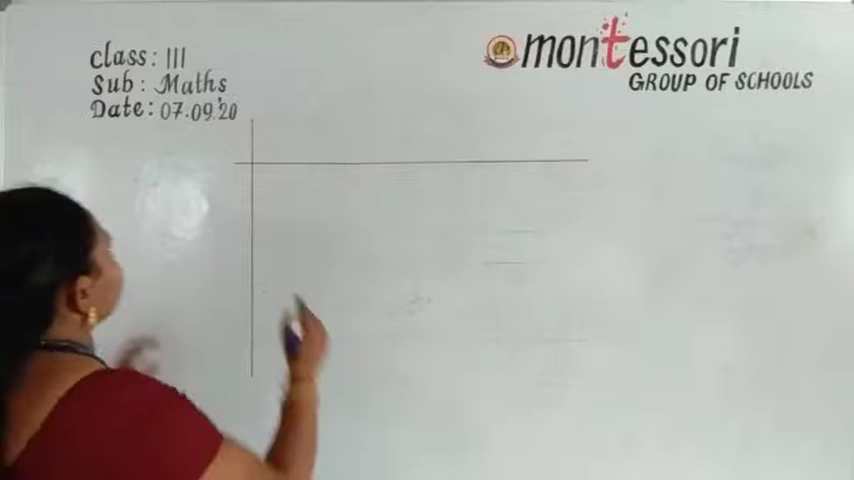 class: III
Sub: Maths
Date: 07.09.'20
montessori
GROUP OF SCHOOLS